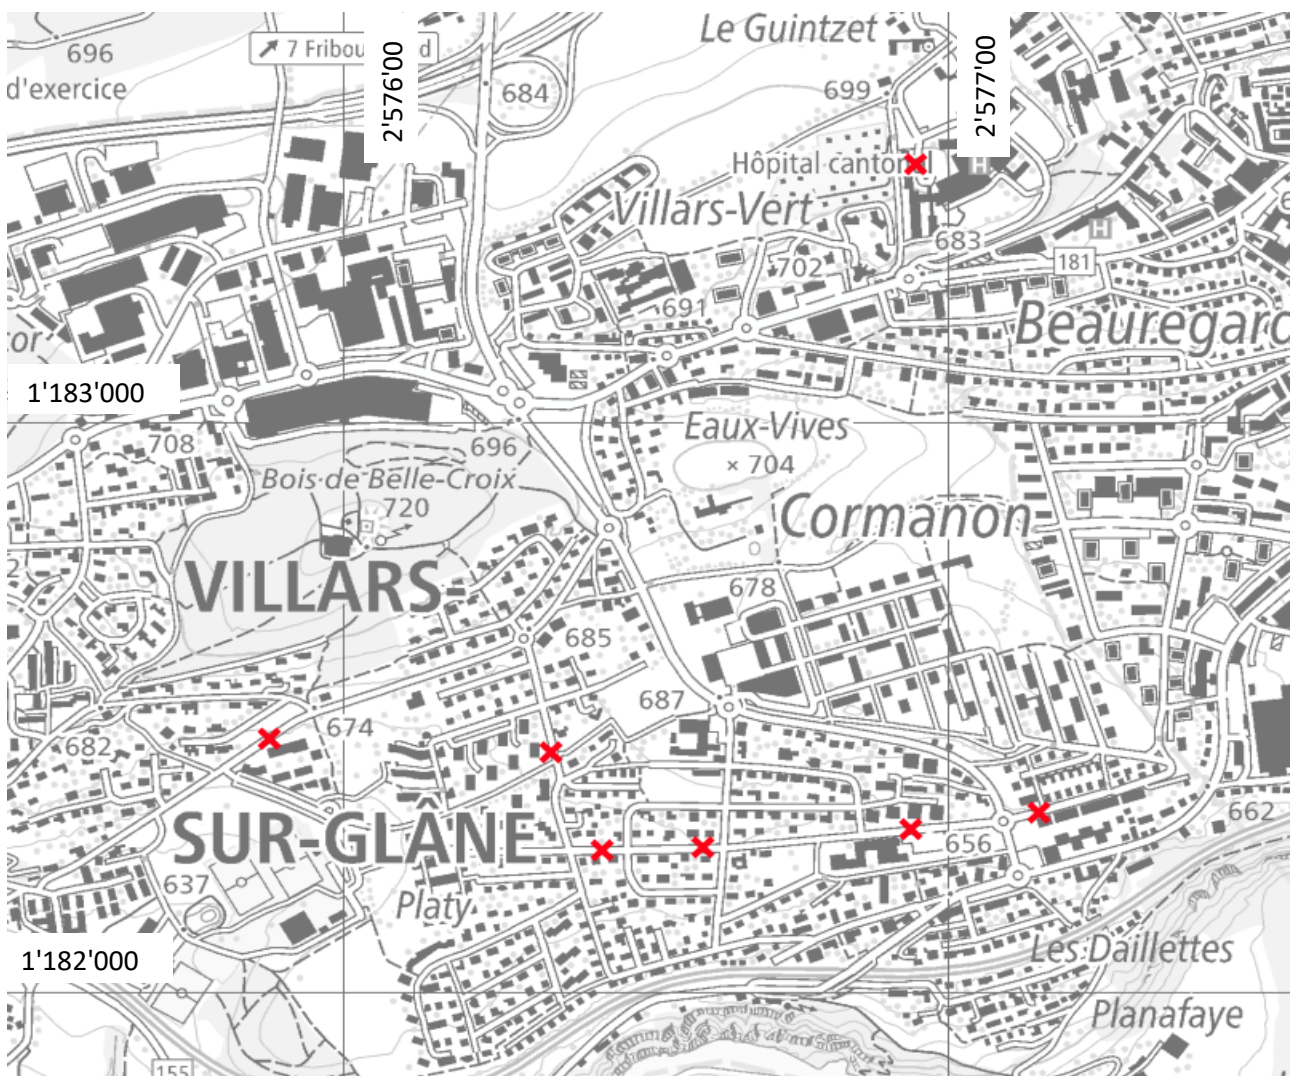 Le Guintzet
696
7 Fribou
d
2'576'00
2'577'00
684
699
d'exercice
Hôpital canton
l
H
Villars-Vert
683
H
702
181
691
Beauregard
or
1'183'000
Eaux-Vives
708
696
× 704
Bois-de-Belle-Croix
720
Cormanon
VILLARS-
678
685
687
674
682
SUR-GLÂNE
662
656
637
Platy
1'182'000
Les Daillettes
Planafaye
155